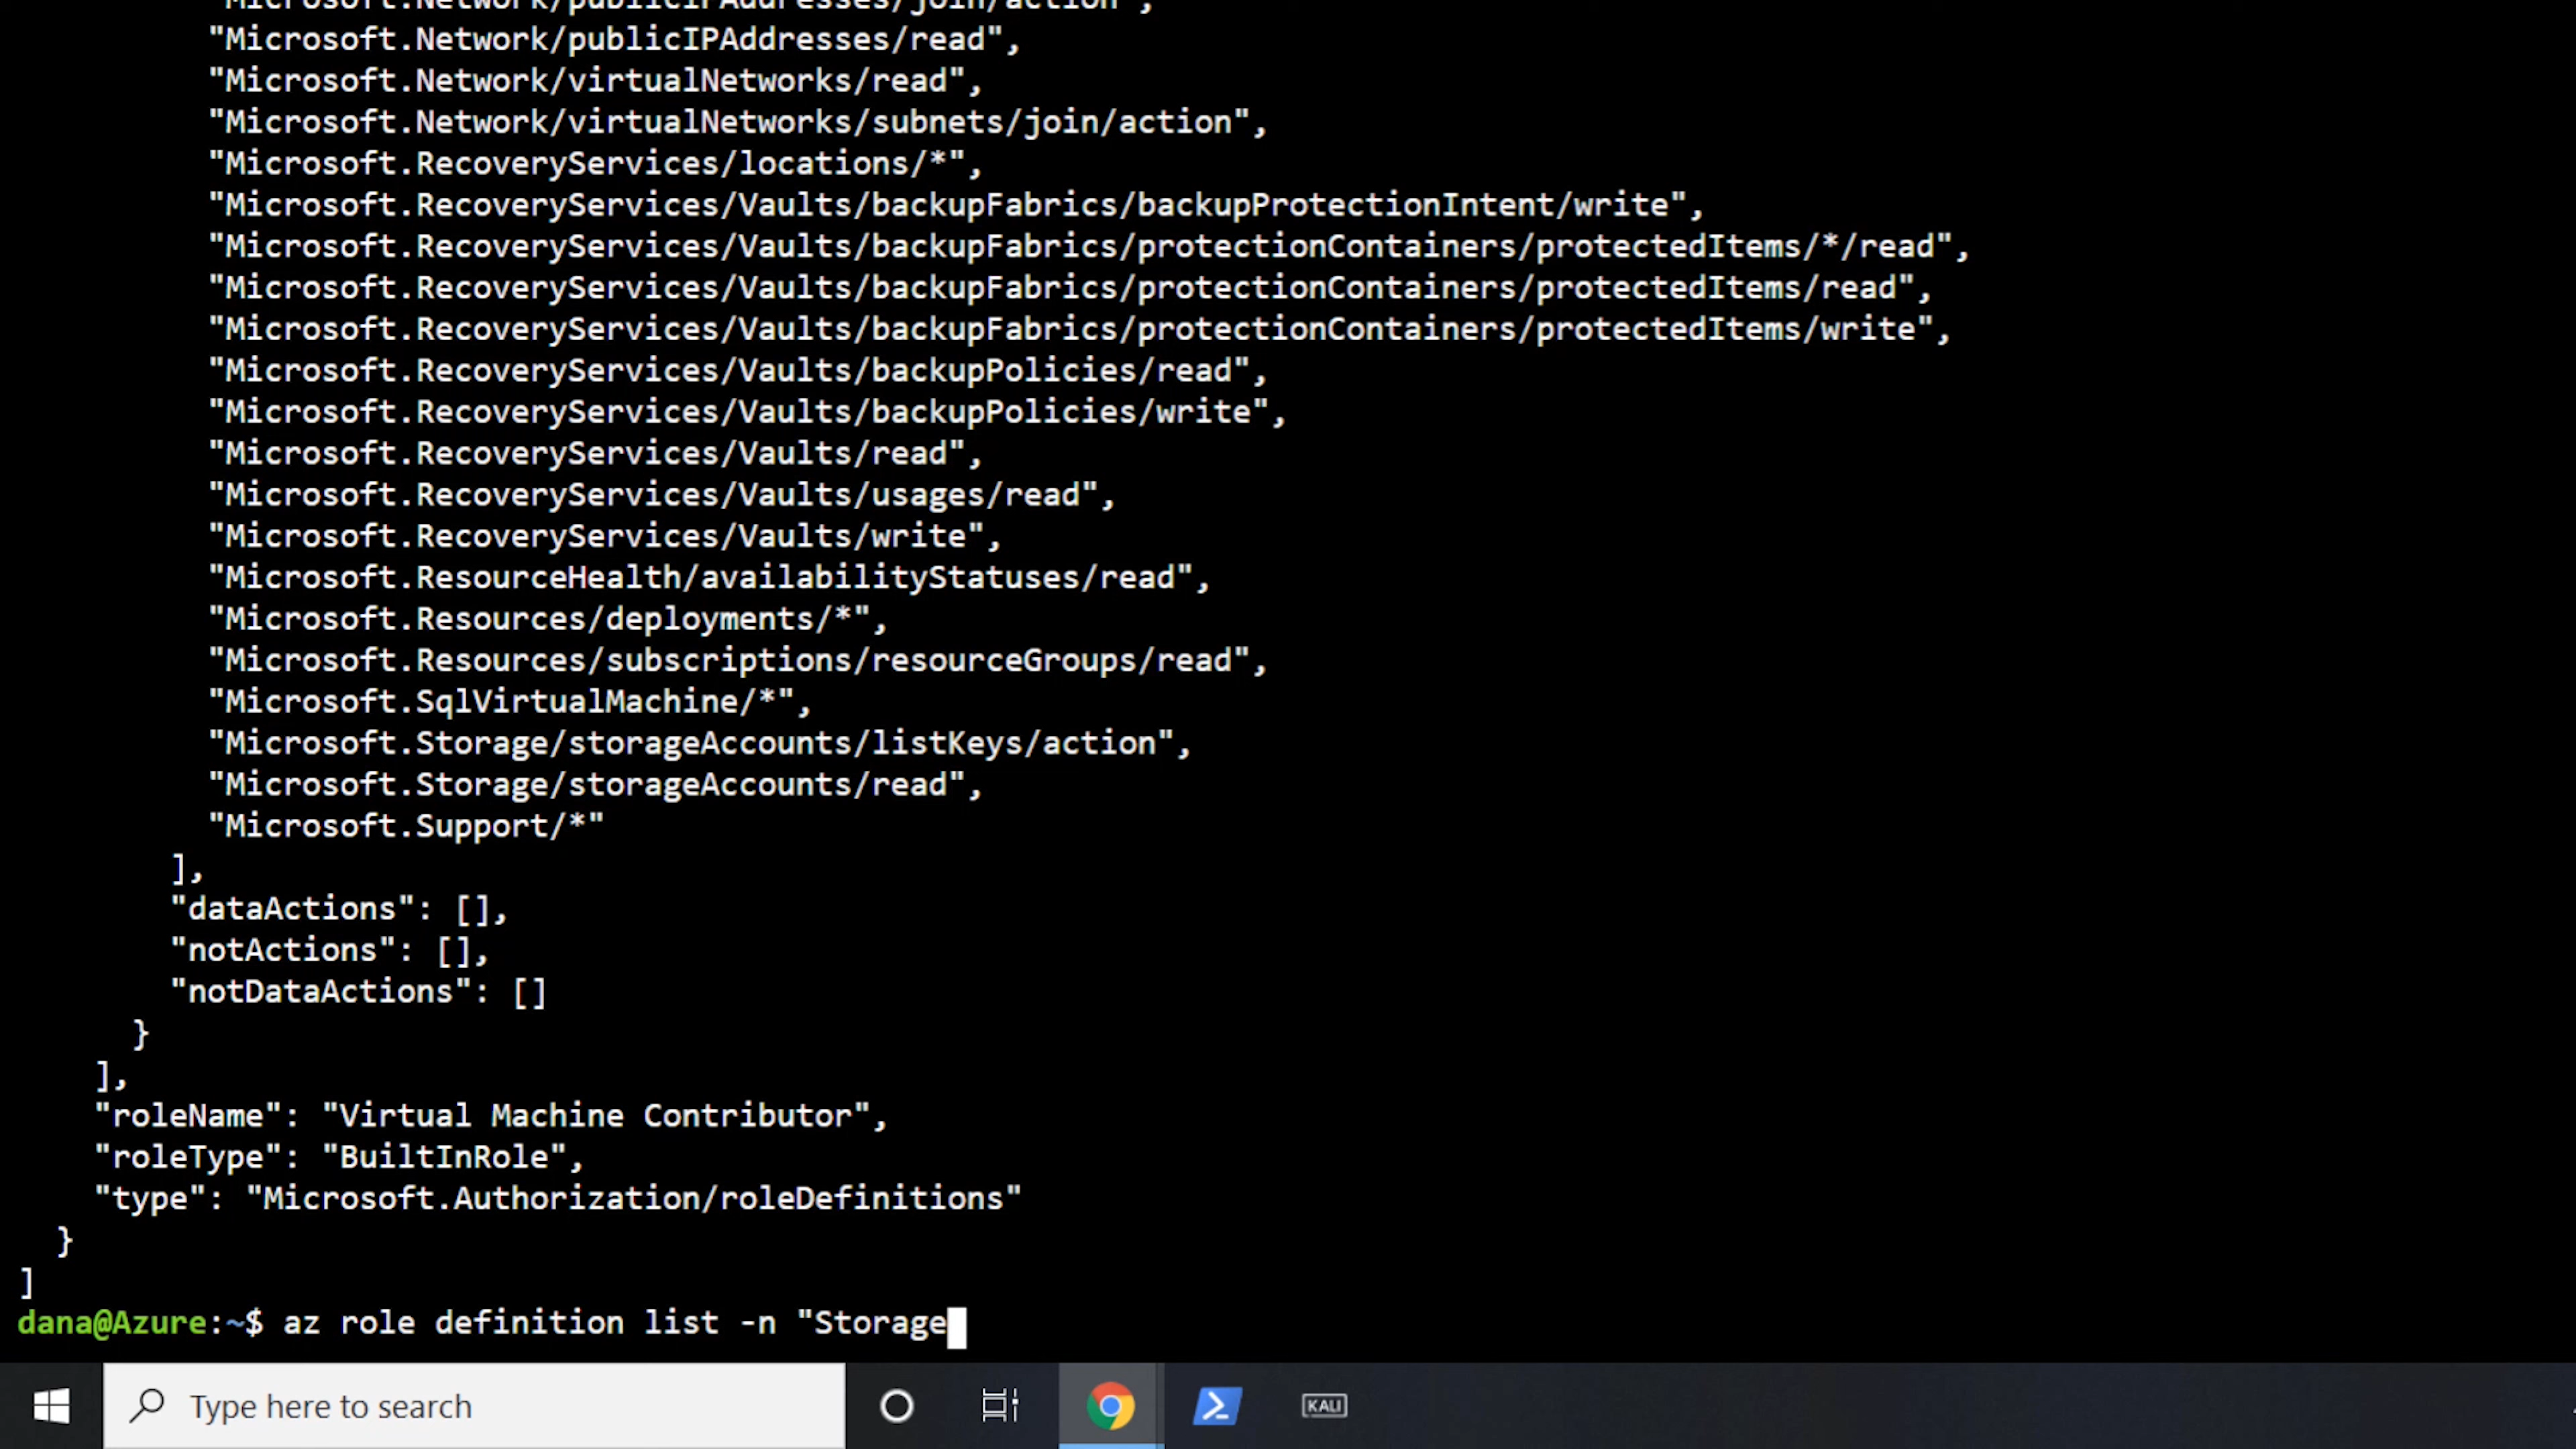 "Microsoft.Network/publicIPAddresses/join/action",
"Microsoft.Network/publicIPAddresses/read",
"Microsoft.Network/virtualNetworks/read",
"Microsoft.Network/virtualNetworks/subnets/join/action",
"Microsoft.RecoveryServices/locations/*",
"Microsoft.RecoveryServices/Vaults/backupFabrics/backupProtectionIntent/write",
"Microsoft.RecoveryServices/Vaults/backupFabrics/protectionContainers/protectedItems/*/read",
"Microsoft.RecoveryServices/Vaults/backupFabrics/protectionContainers/protectedItems/read",
"Microsoft.RecoveryServices/Vaults/backupFabrics/protectionContainers/protectedItems/write",
"Microsoft.RecoveryServices/Vaults/backupPolicies/read",
"Microsoft.RecoveryServices/Vaults/backupPolicies/write",
"Microsoft.RecoveryServices/Vaults/read",
"Microsoft.RecoveryServices/Vaults/usages/read",
"Microsoft.RecoveryServices/Vaults/write",
"Microsoft.ResourceHealth/availabilityStatuses/read",
"Microsoft.Resources/deployments/*",
"Microsoft.Resources/subscriptions/resourceGroups/read",
"Microsoft.SqlVirtualMachine/*",
"Microsoft.Storage/storageAccounts/listKeys/action",
"Microsoft.Storage/storageAccounts/read",
"Microsoft.Support/*"
],
"dataActions": [],
"notActions": [],
"notDataActions": []
}
],
"roleName": "Virtual Machine Contributor",
"roleType": "BuiltInRole",
"type": "Microsoft.Authorization/roleDefinitions"
}
]
dana@Azure:~$ az role definition list -n "Storage
Type here to search
KALI